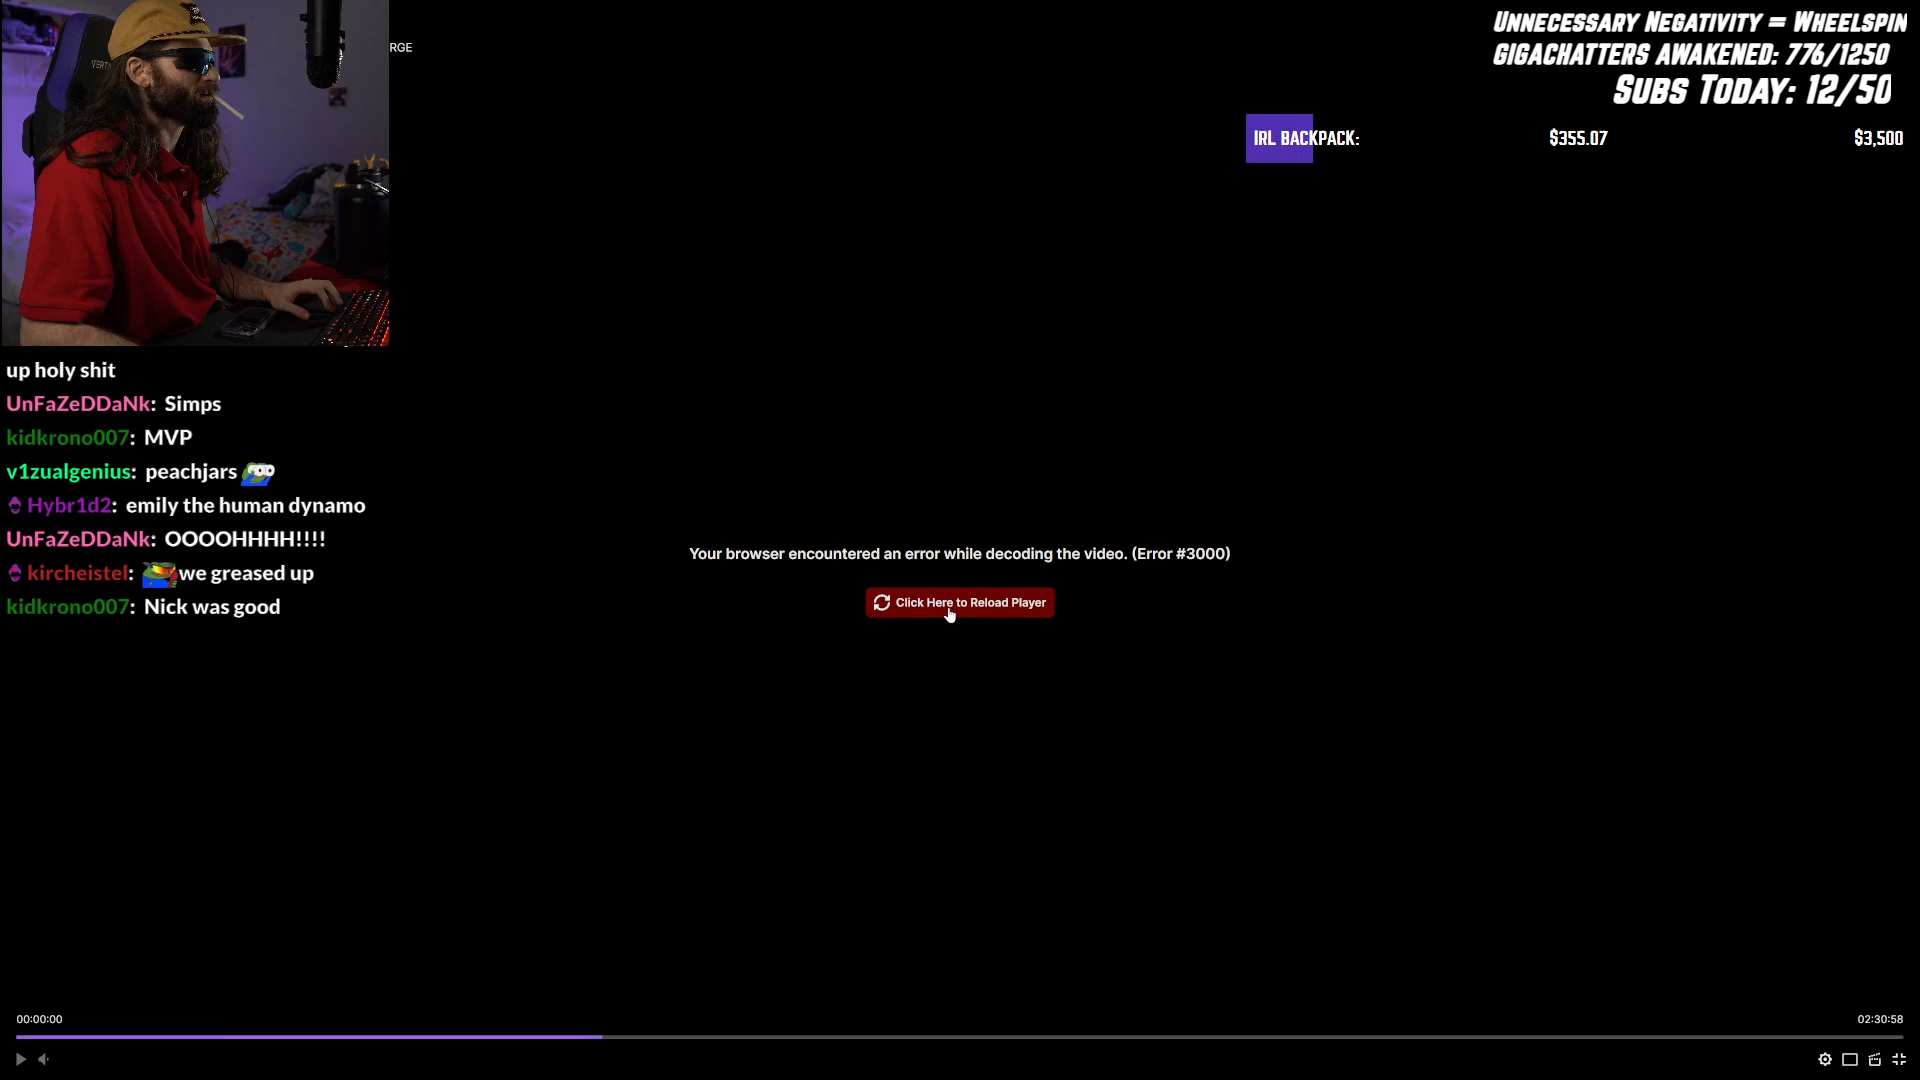 RGE
UNNECESSARY NEGATIVITY = WHEELSPIN
GIGACHATTERS AWAKENED: 776/1250
SUBS TODAY: 12/50
IRL BACKPACK: $355.07 $3,500
up holy shit
UnFaZeDDaNk: Simps
kidkrono007: MVP
v1zualgenius: peachjars
Hybr1d2: emily the human dynamo
UnFaZeDDaNk: OOOOHHHH!!!!
kircheistel: we greased up
kidkrono007: Nick was good
Your browser encountered an error while decoding the video. (Error #3000)
Click Here to Reload Player
00:00:00
02:30:58